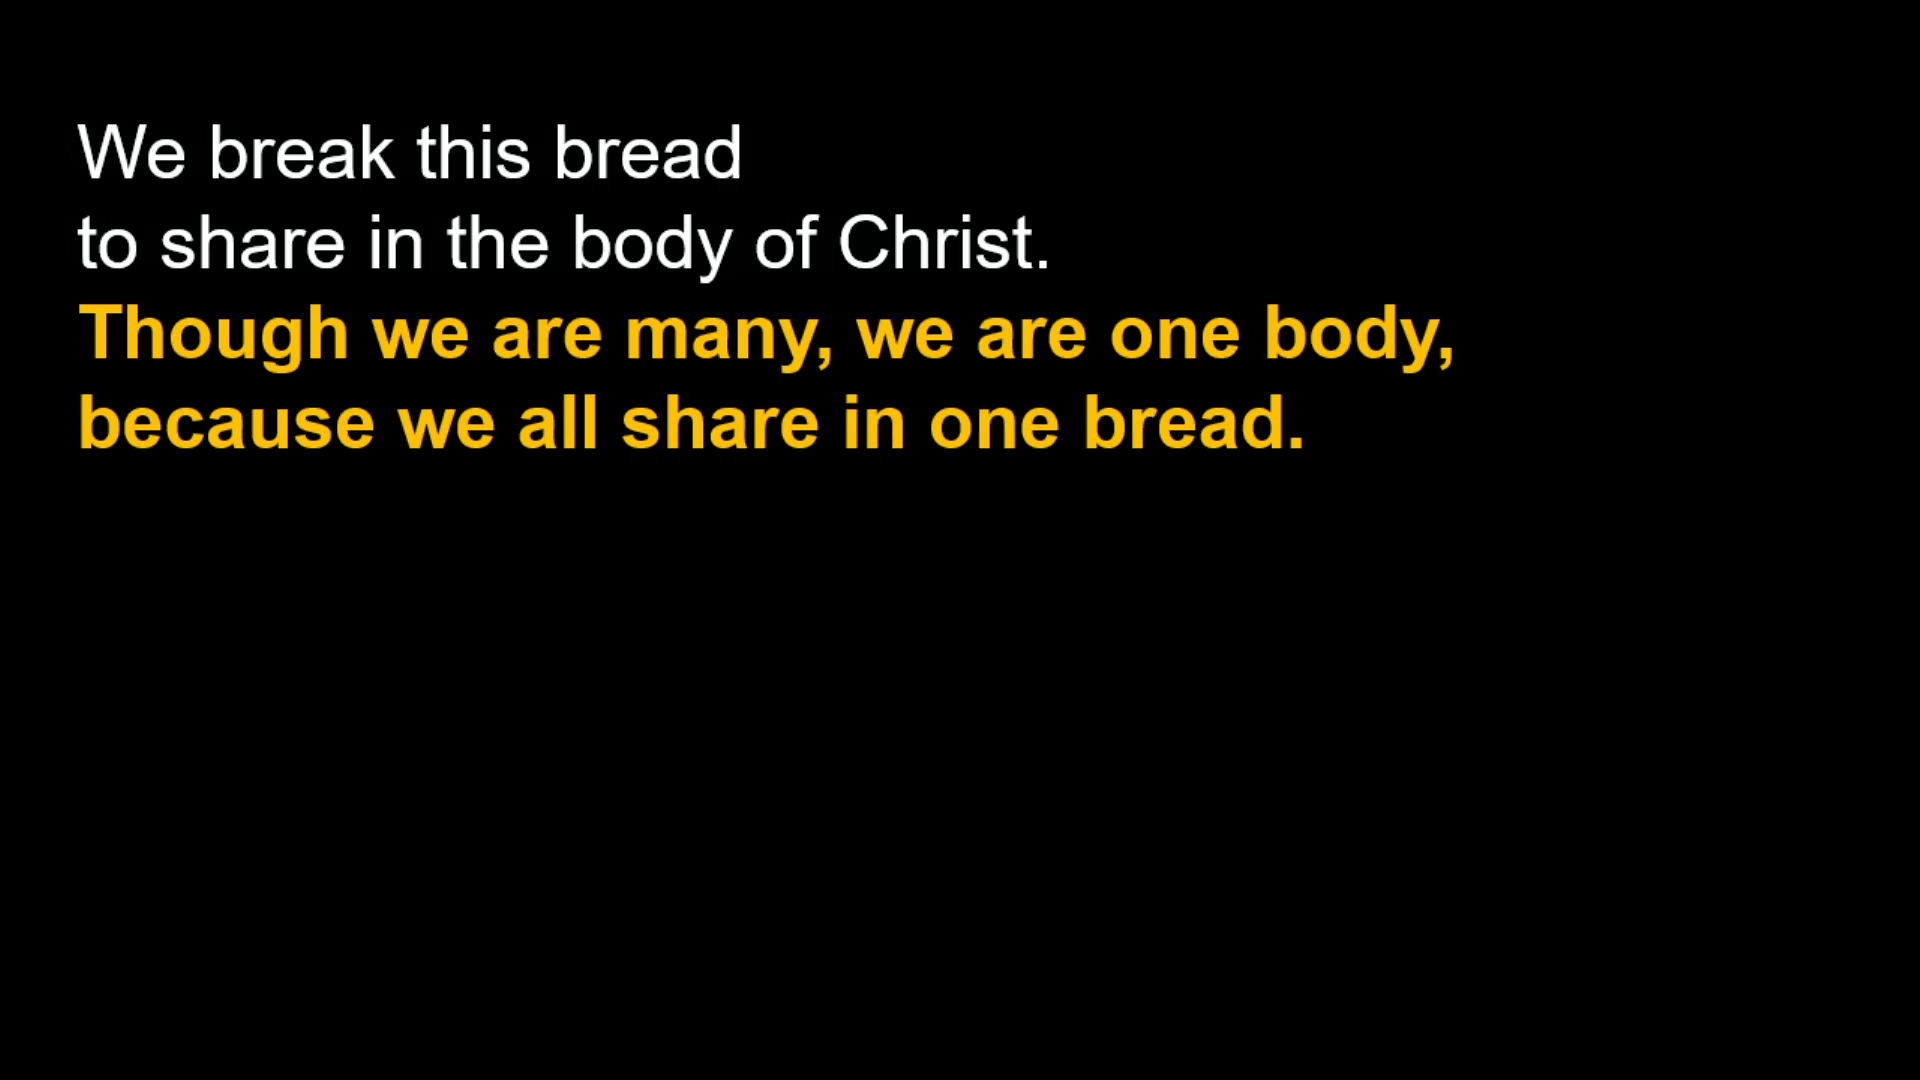 We break this bread
to share in the body of Christ.
Though we are many, we are one body,
because we all share in one bread.